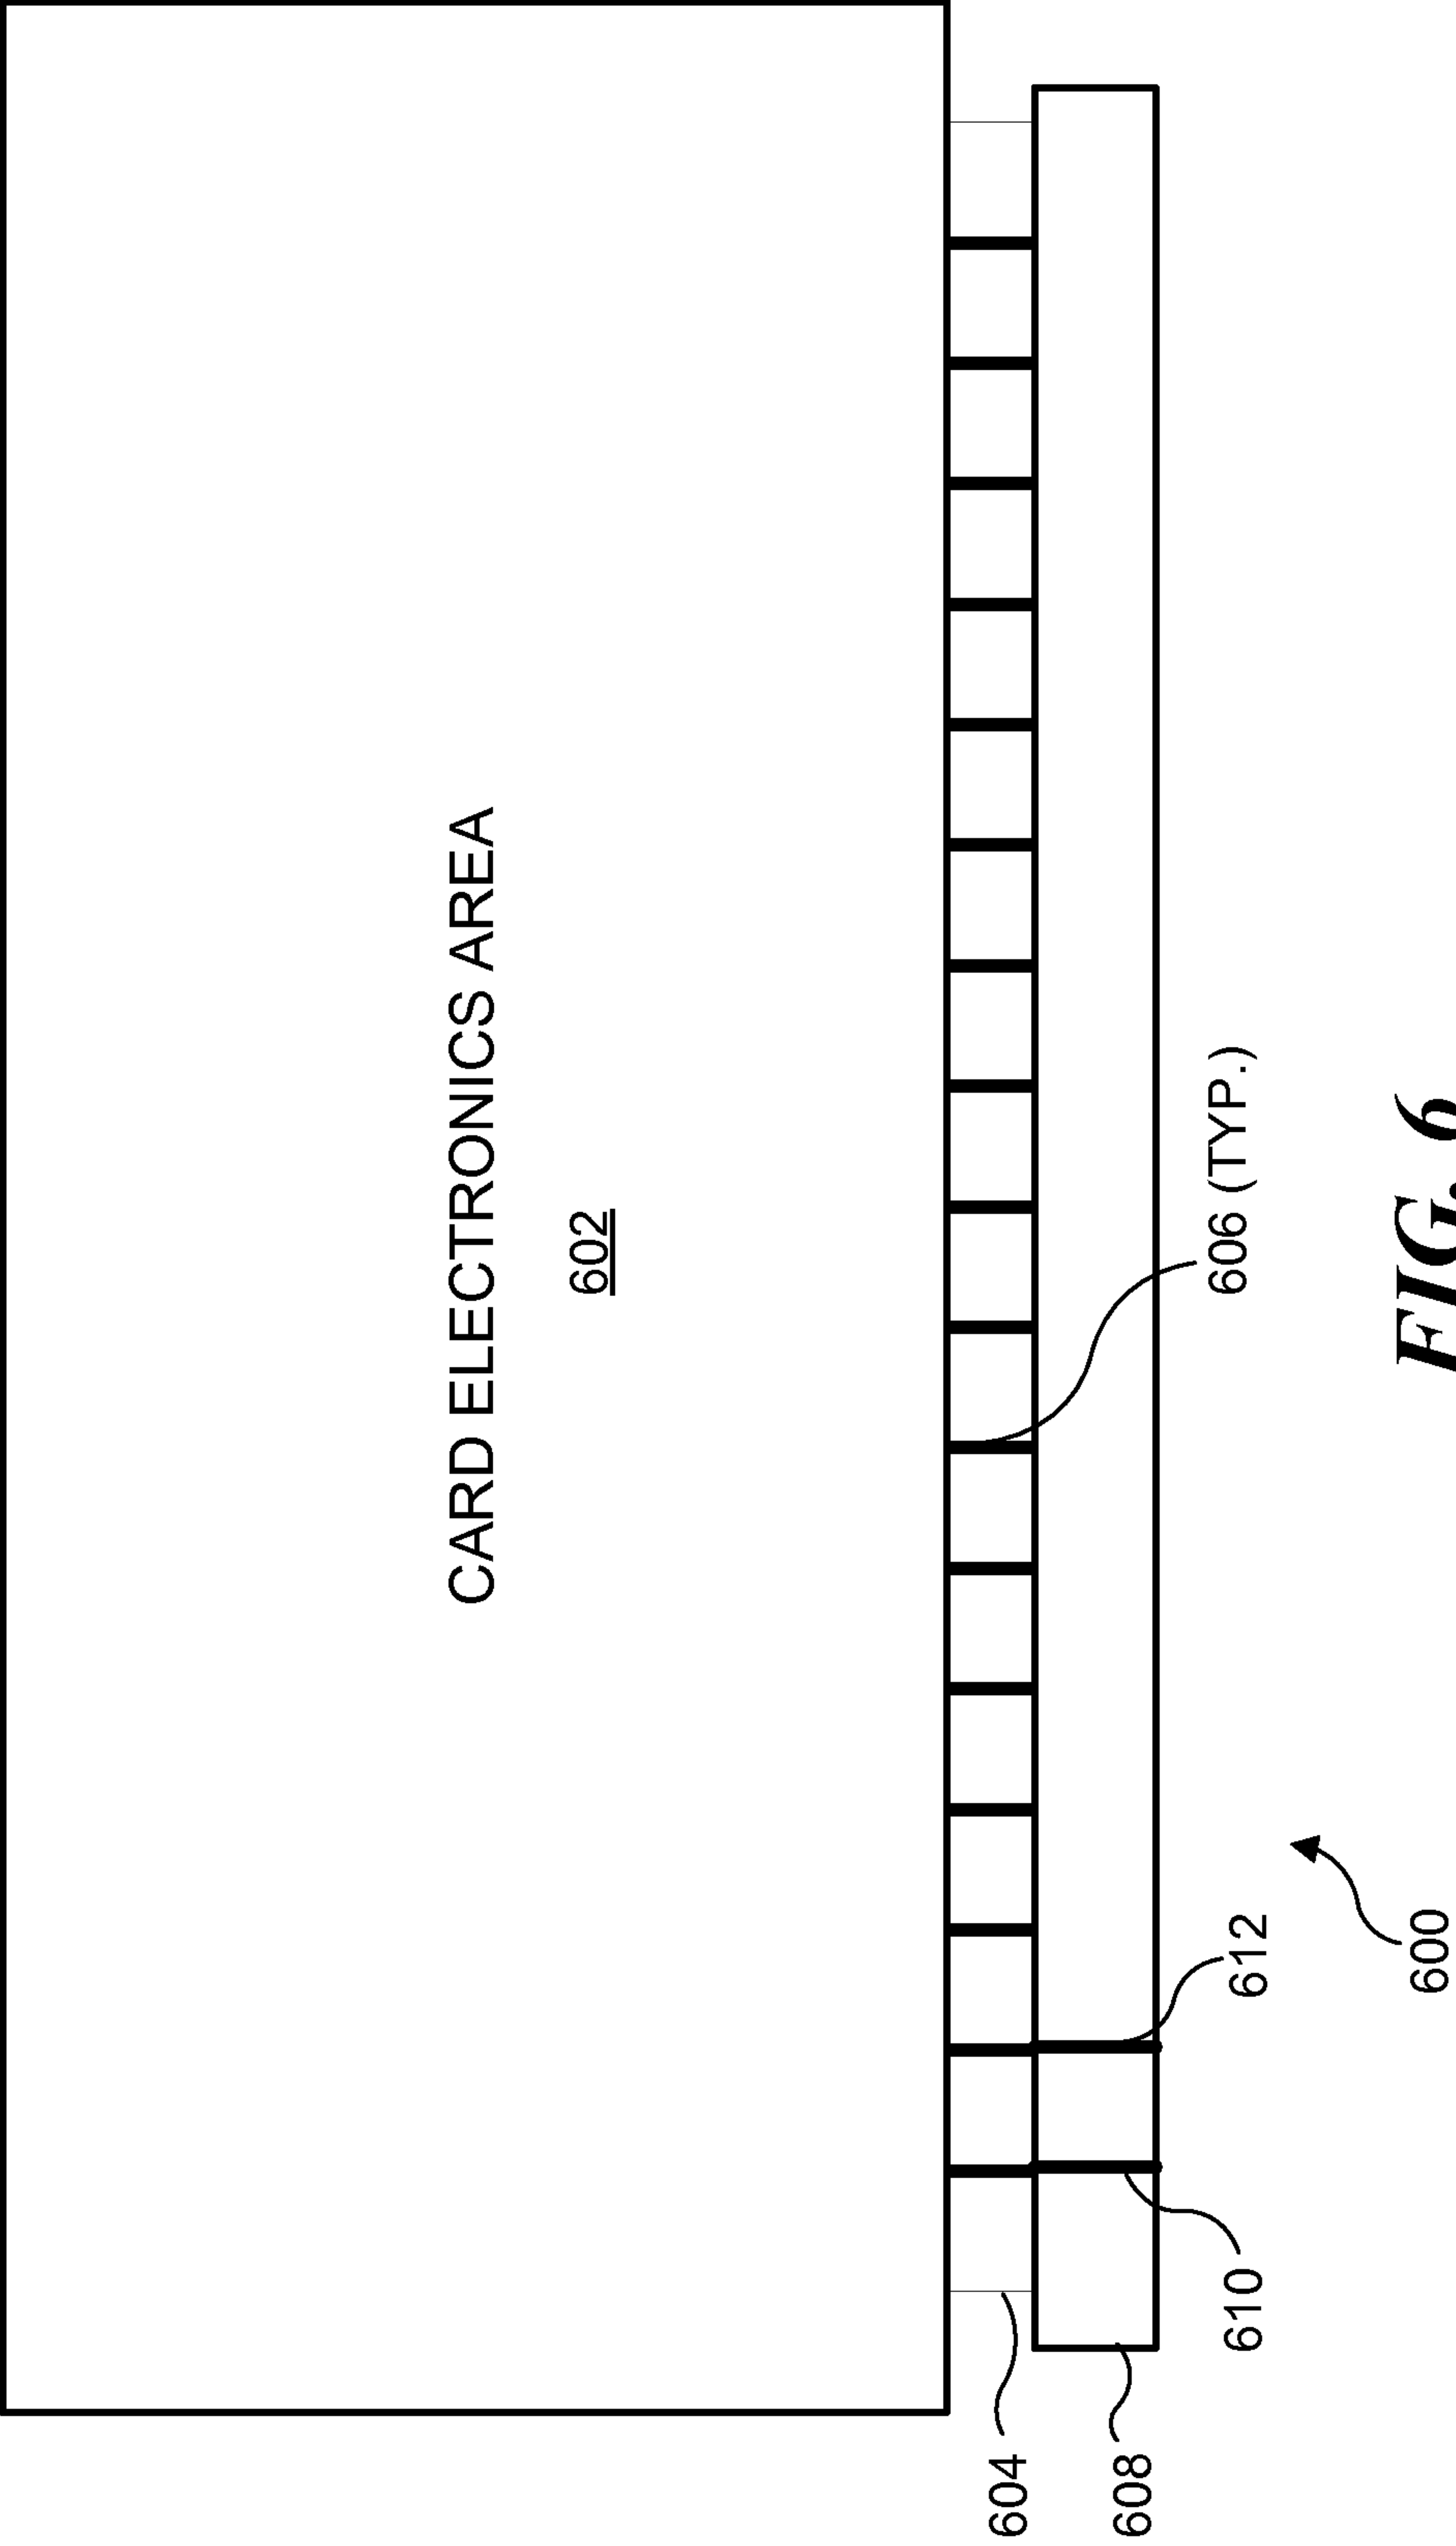 CARD ELECTRONICS AREA
602
604
606 (TYP.)
608
610
612
600
FIG. 6